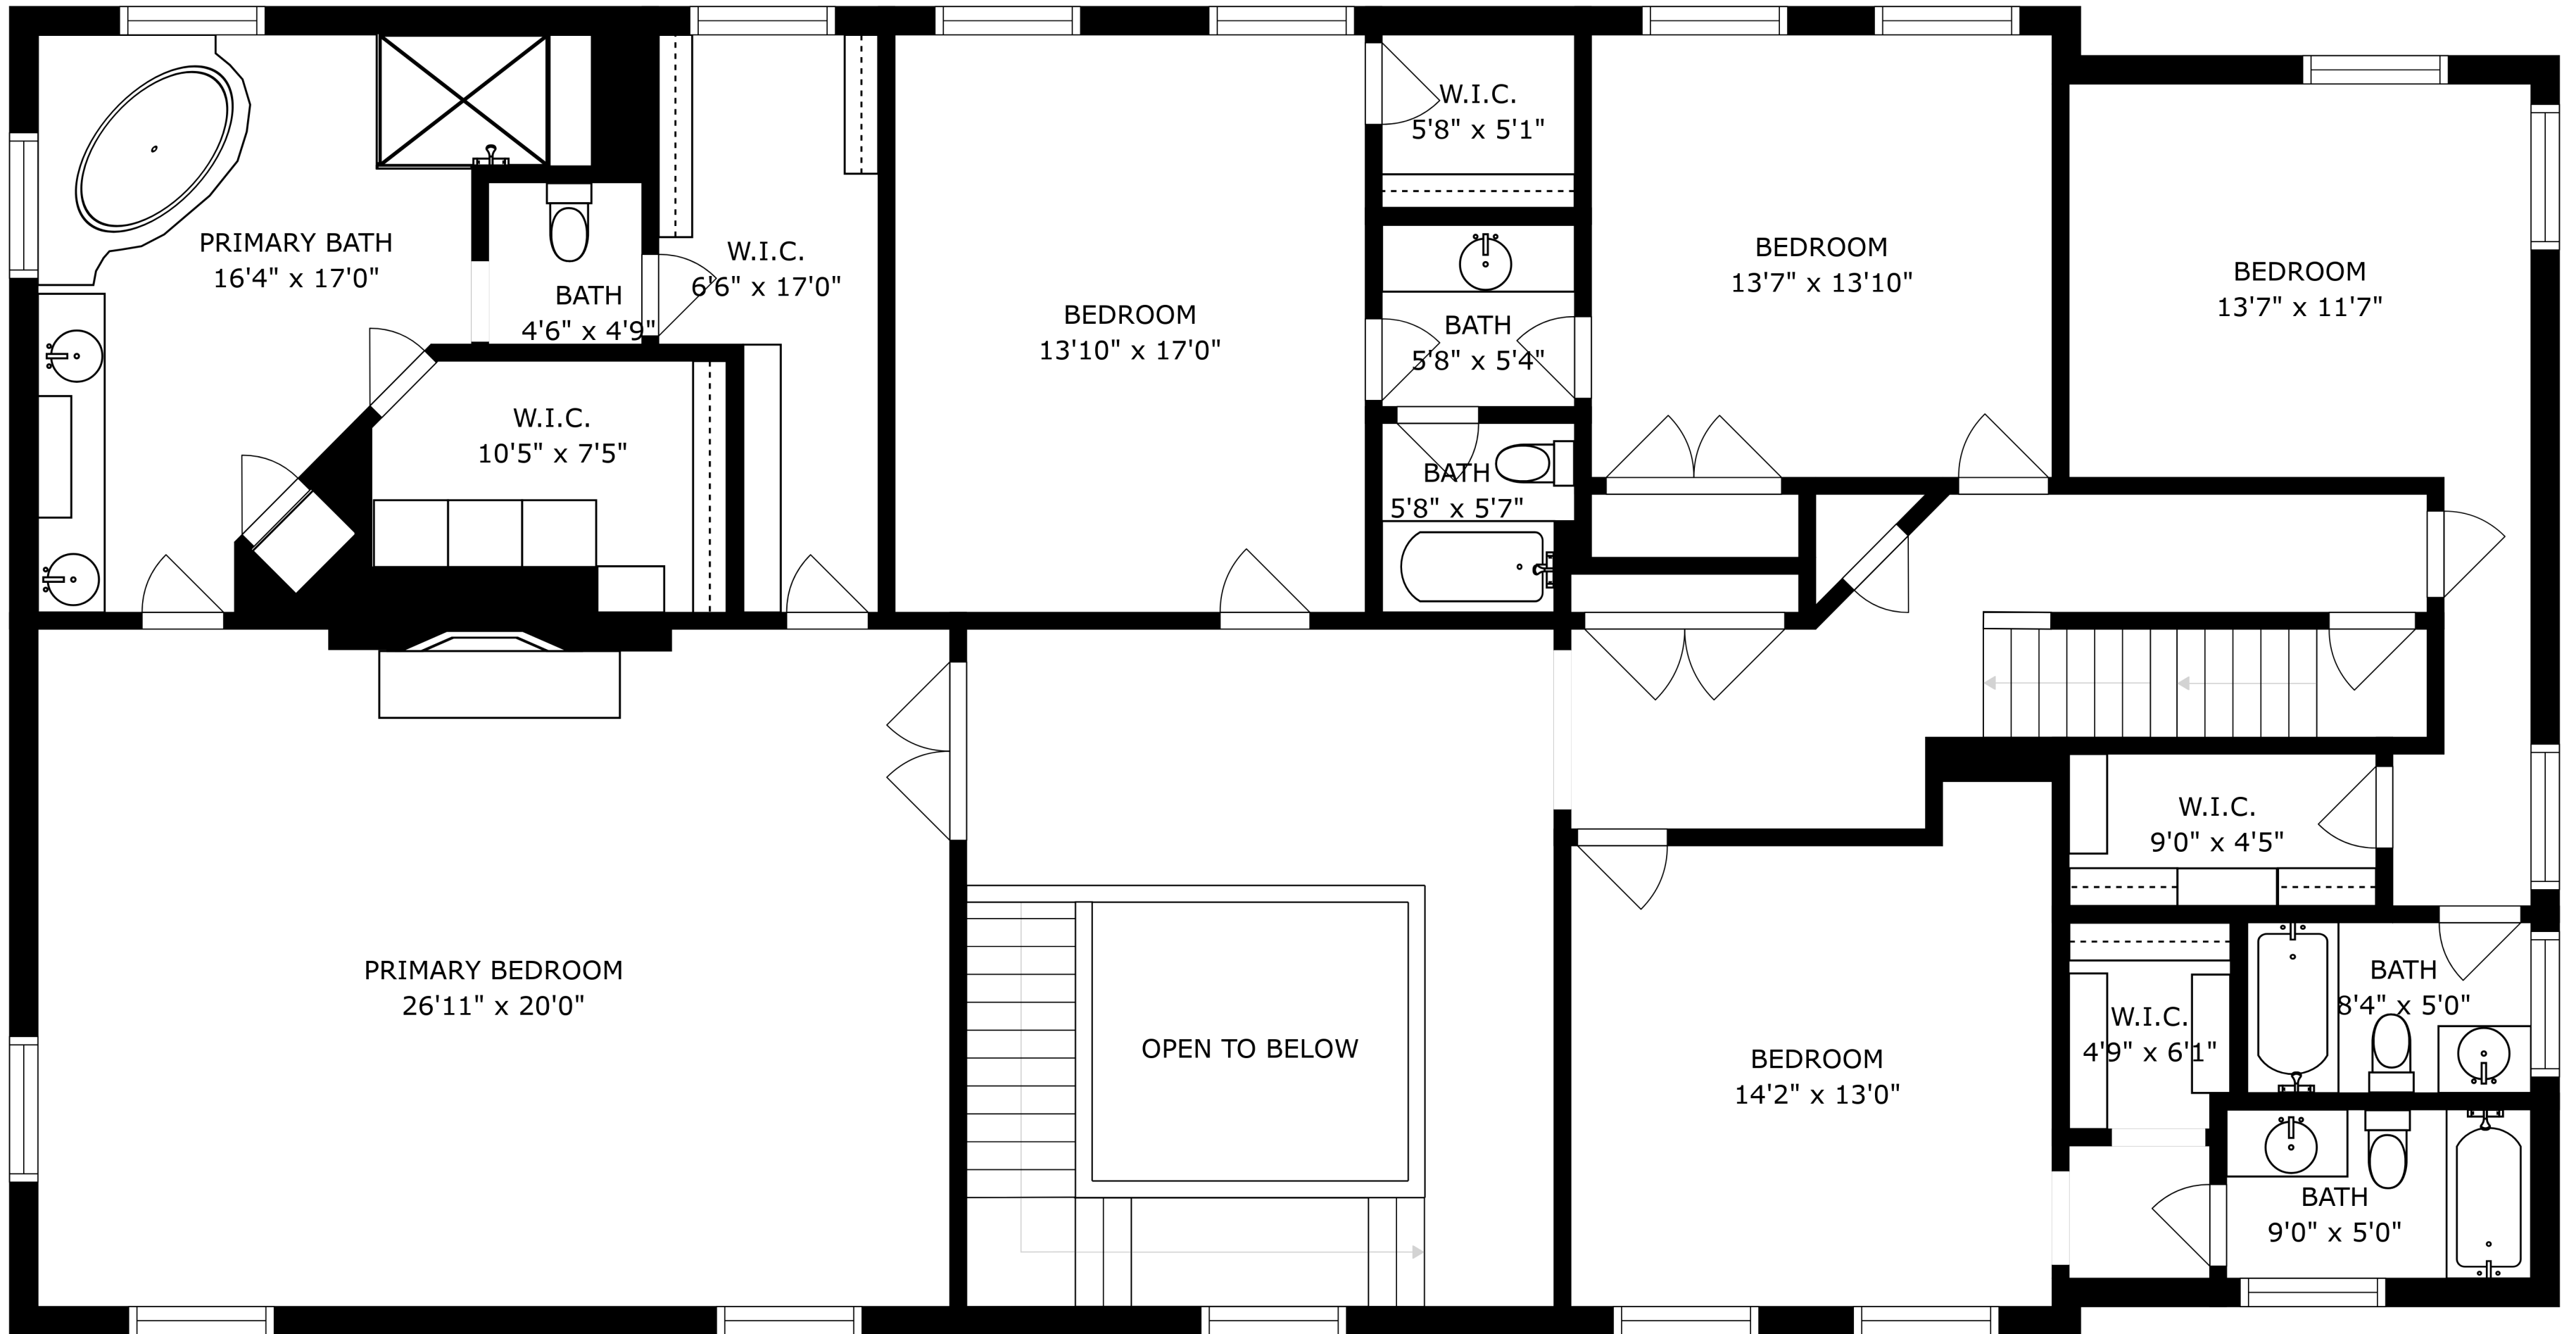 PRIMARY BATH
16'4" x 17'0"
BATH
4'6" x 4'9"
W.I.C.
6'6" x 17'0"
W.I.C.
10'5" x 7'5"
BEDROOM
13'10" x 17'0"
W.I.C.
5'8" x 5'1"
BATH
5'8" x 5'4"
BATH
5'8" x 5'7"
BEDROOM
13'7" x 13'10"
BEDROOM
13'7" x 11'7"
PRIMARY BEDROOM
26'11" x 20'0"
OPEN TO BELOW
BEDROOM
14'2" x 13'0"
W.I.C.
9'0" x 4'5"
W.I.C.
4'9" x 6'1"
BATH
8'4" x 5'0"
BATH
9'0" x 5'0"